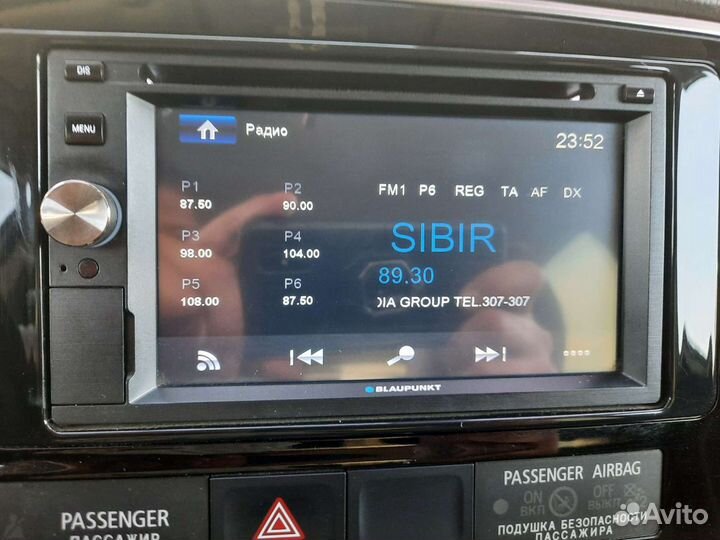 DIS
MENU
Радио
23:52
P1
87.50
P2
90.00
FM1 P6 REG TA AF DX
P3
98.00
P4
104.00
SIBIR
89.30
P5
108.00
P6
87.50
DIA GROUP TEL.307-307
BLAUPUNKT
PASSENGER
ПАССАЖИР
PASSENGER AIRBAG
ON
ВКЛ
OFF
ВЫКЛ
ПОДУШКА БЕЗОПАСНОСТИ
ПАССАЖИРА
Avito